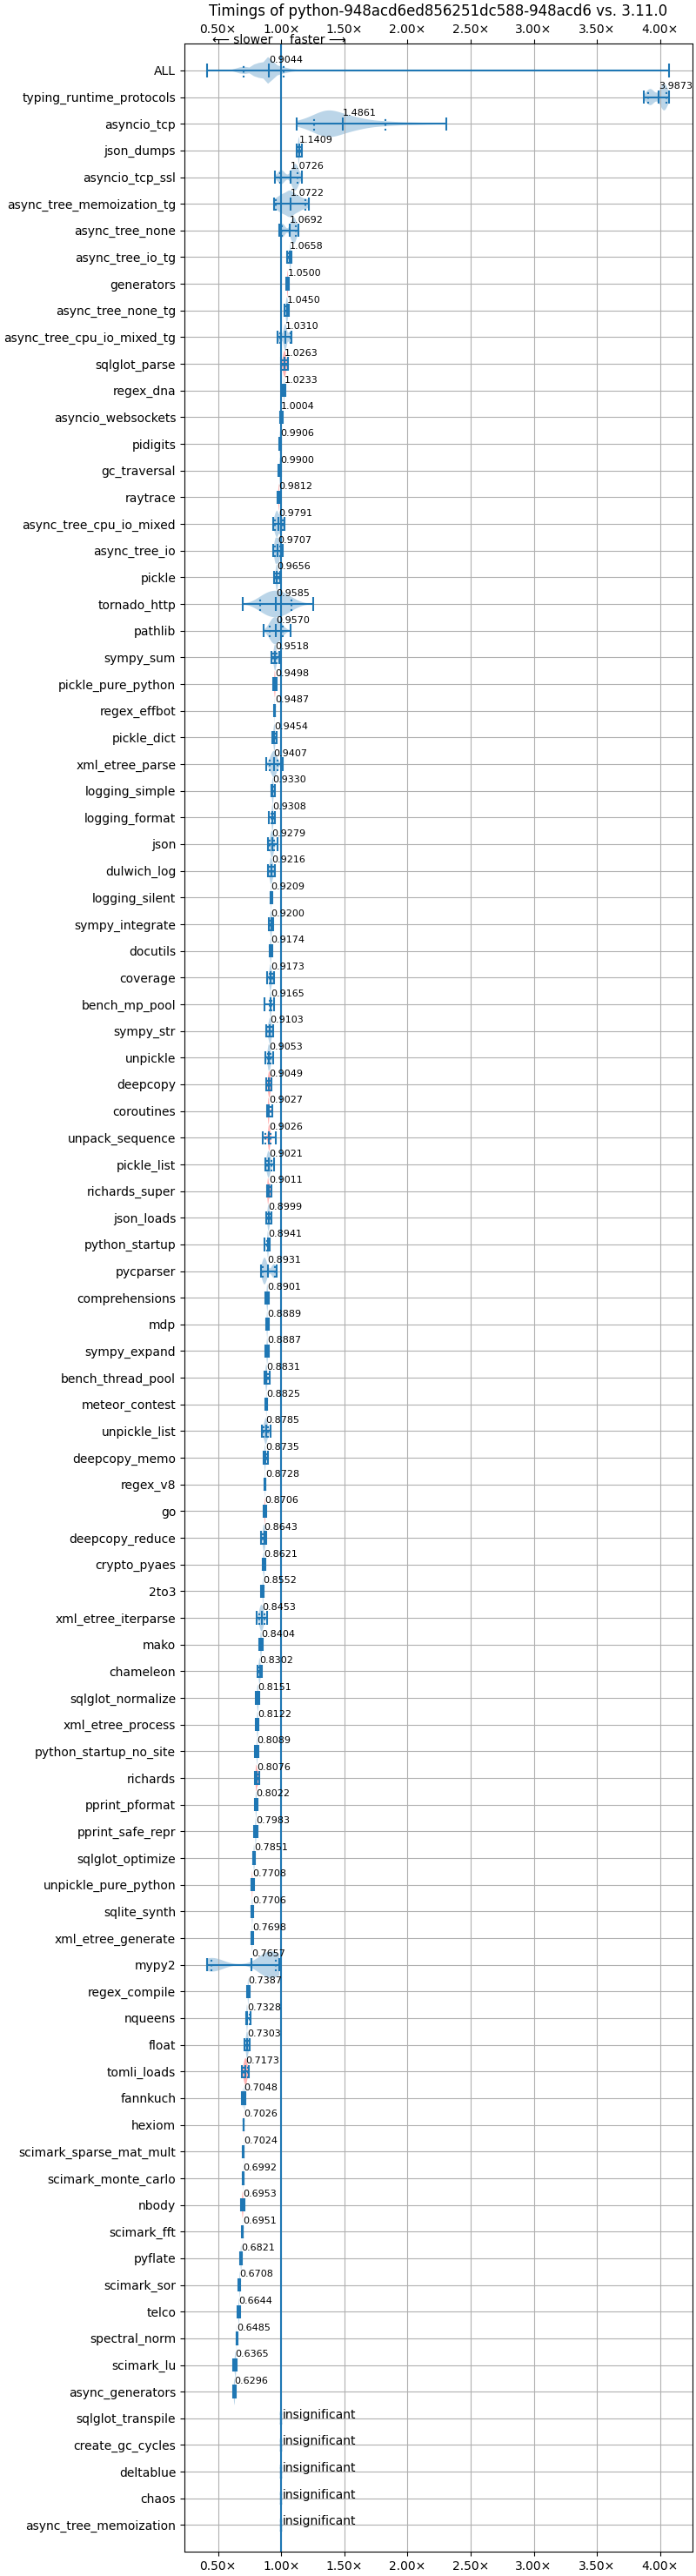 Timings of python-948acd6ed856251dc588-948acd6 vs. 3.11.0
0.50× 1.00× 1.50× 2.00× 2.50× 3.00× 3.50× 4.00×
⟵ slower faster ⟶
ALL 0.9044
typing_runtime_protocols 3.9873
asyncio_tcp 1.4861
json_dumps 1.1409
asyncio_tcp_ssl 1.0726
async_tree_memoization_tg 1.0722
async_tree_none 1.0692
async_tree_io_tg 1.0658
generators 1.0500
async_tree_none_tg 1.0450
async_tree_cpu_io_mixed_tg 1.0310
sqlglot_parse 1.0263
regex_dna 1.0233
asyncio_websockets 1.0004
pidigits 0.9906
gc_traversal 0.9900
raytrace 0.9812
async_tree_cpu_io_mixed 0.9791
async_tree_io 0.9707
pickle 0.9656
tornado_http 0.9585
pathlib 0.9570
sympy_sum 0.9518
pickle_pure_python 0.9498
regex_effbot 0.9487
pickle_dict 0.9454
xml_etree_parse 0.9407
logging_simple 0.9330
logging_format 0.9308
json 0.9279
dulwich_log 0.9216
logging_silent 0.9209
sympy_integrate 0.9200
docutils 0.9174
coverage 0.9173
bench_mp_pool 0.9165
sympy_str 0.9103
unpickle 0.9053
deepcopy 0.9049
coroutines 0.9027
unpack_sequence 0.9026
pickle_list 0.9021
richards_super 0.9011
json_loads 0.8999
python_startup 0.8941
pycparser 0.8931
comprehensions 0.8901
mdp 0.8889
sympy_expand 0.8887
bench_thread_pool 0.8831
meteor_contest 0.8825
unpickle_list 0.8785
deepcopy_memo 0.8735
regex_v8 0.8728
go 0.8706
deepcopy_reduce 0.8643
crypto_pyaes 0.8621
2to3 0.8552
xml_etree_iterparse 0.8453
mako 0.8404
chameleon 0.8302
sqlglot_normalize 0.8151
xml_etree_process 0.8122
python_startup_no_site 0.8089
richards 0.8076
pprint_pformat 0.8022
pprint_safe_repr 0.7983
sqlglot_optimize 0.7851
unpickle_pure_python 0.7708
sqlite_synth 0.7706
xml_etree_generate 0.7698
mypy2 0.7657
regex_compile 0.7387
nqueens 0.7328
float 0.7303
tomli_loads 0.7173
fannkuch 0.7048
hexiom 0.7026
scimark_sparse_mat_mult 0.7024
scimark_monte_carlo 0.6992
nbody 0.6953
scimark_fft 0.6951
pyflate 0.6821
scimark_sor 0.6708
telco 0.6644
spectral_norm 0.6485
scimark_lu 0.6365
async_generators 0.6296
sqlglot_transpile insignificant
create_gc_cycles insignificant
deltablue insignificant
chaos insignificant
async_tree_memoization insignificant
0.50× 1.00× 1.50× 2.00× 2.50× 3.00× 3.50× 4.00×